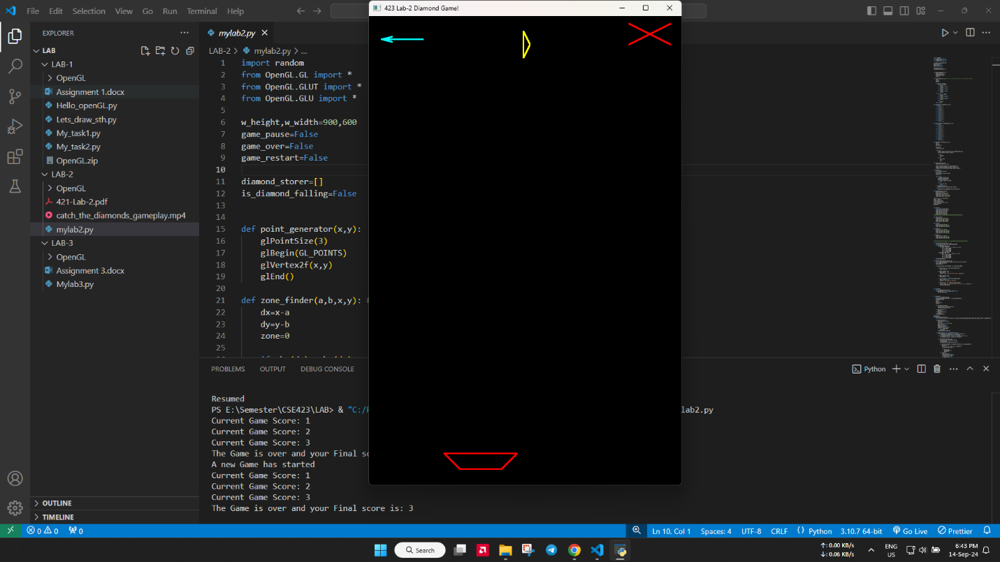 File Edit Selection View Go Run Terminal Help
423 Lab-2 Diamond Game!
EXPLORER
LAB
LAB-1
OpenGL
Assignment 1.docx
Hello_openGL.py
Lets_draw_sth.py
My_task1.py
My_task2.py
OpenGL.zip
LAB-2
OpenGL
421-Lab-2.pdf
catch_the_diamonds_gameplay.mp4
mylab2.py
LAB-3
OpenGL
Assignment 3.docx
Mylab3.py
OUTLINE
TIMELINE
mylab2.py
LAB-2 > mylab2.py > ...
1 import random
2 from OpenGL.GL import *
3 from OpenGL.GLUT import *
4 from OpenGL.GLU import *
5
6 w_height,w_width=900,600
7 game_pause=False
8 game_over=False
9 game_restart=False
10
11 diamond_storer=[]
12 is_diamond_falling=False
13
14
15 def point_generator(x,y):
16 glPointSize(3)
17 glBegin(GL_POINTS)
18 glVertex2f(x,y)
19 glEnd()
20
21 def zone_finder(a,b,x,y):
22 dx=x-a
23 dy=y-b
24 zone=0
25
PROBLEMS OUTPUT DEBUG CONSOLE
Python
Resumed
PS E:\Semester\CSE423\LAB> & "C:/ lab2.py
Current Game Score: 1
Current Game Score: 2
Current Game Score: 3
The Game is over and your Final
A new Game has started
Current Game Score: 1
Current Game Score: 2
Current Game Score: 3
The Game is over and your Final score is: 3
0 0 0 Ln 10, Col 1 Spaces: 4 UTF-8 CRLF Python 3.10.7 64-bit Go Live Prettier
Search
↑: 0.00 KB/s
↓: 0.06 KB/s
ENG
US
6:43 PM
14-Sep-24